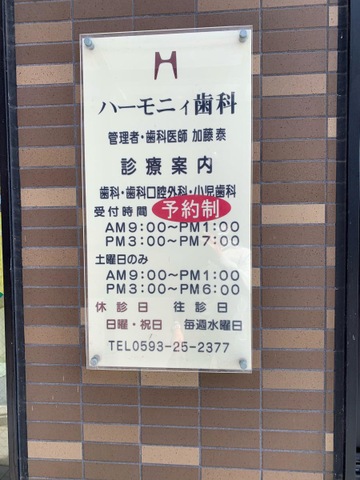 ハーモニィ歯科
管理者・歯科医師 加藤泰
診療案内
歯科・歯科口腔外科・小児歯科
受付時間 予約制
AM9:00~PM1:00
PM3:00~PM7:00
土曜日のみ
AM9:00~PM1:00
PM3:00~PM6:00
休診日 往診日
日曜・祝日 毎週水曜日
TEL0593-25-2377